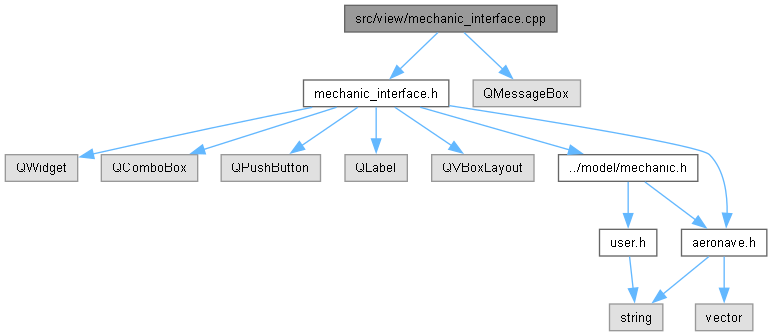 src/view/mechanic_interface.cpp
mechanic_interface.h
QMessageBox
QWidget
QComboBox
QPushButton
QLabel
QVBoxLayout
../model/mechanic.h
user.h
aeronave.h
string
vector